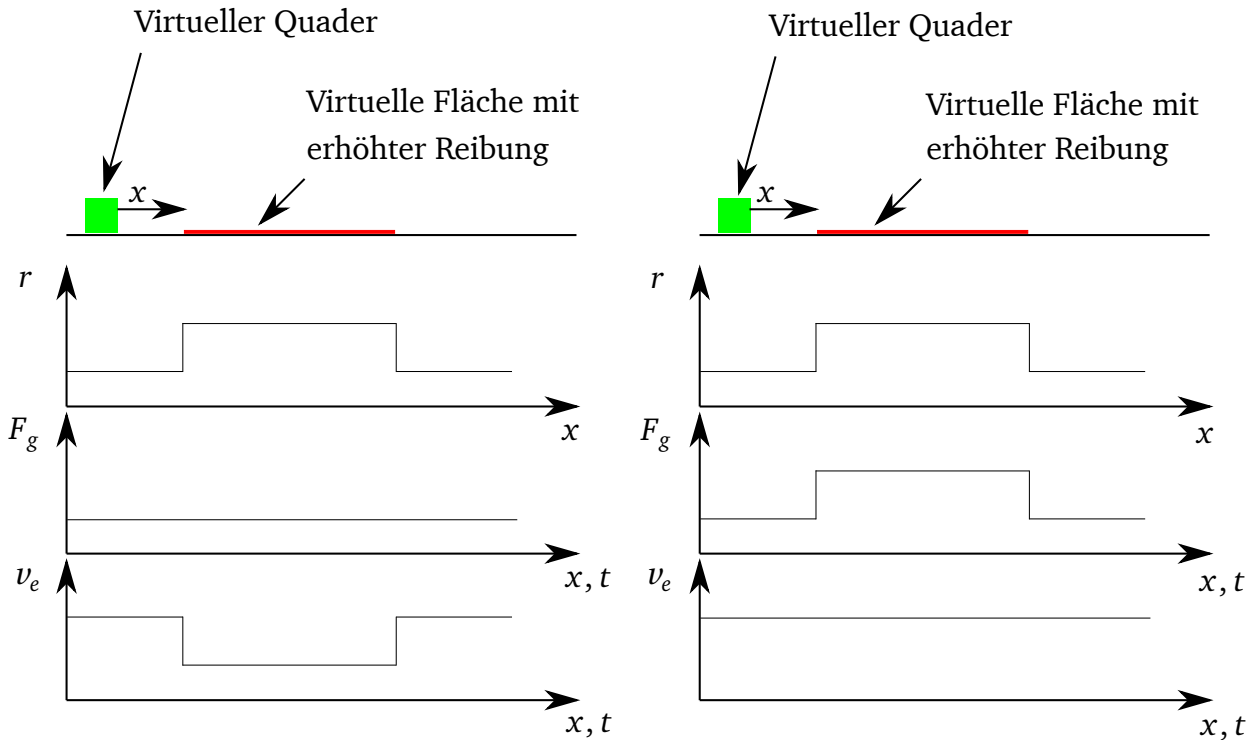 Virtueller Quader
Virtuelle Fläche mit
erhöhter Reibung
x
r
x
F_g
x, t
v_e
x, t
Virtueller Quader
Virtuelle Fläche mit
erhöhter Reibung
x
r
x
F_g
x, t
v_e
x, t